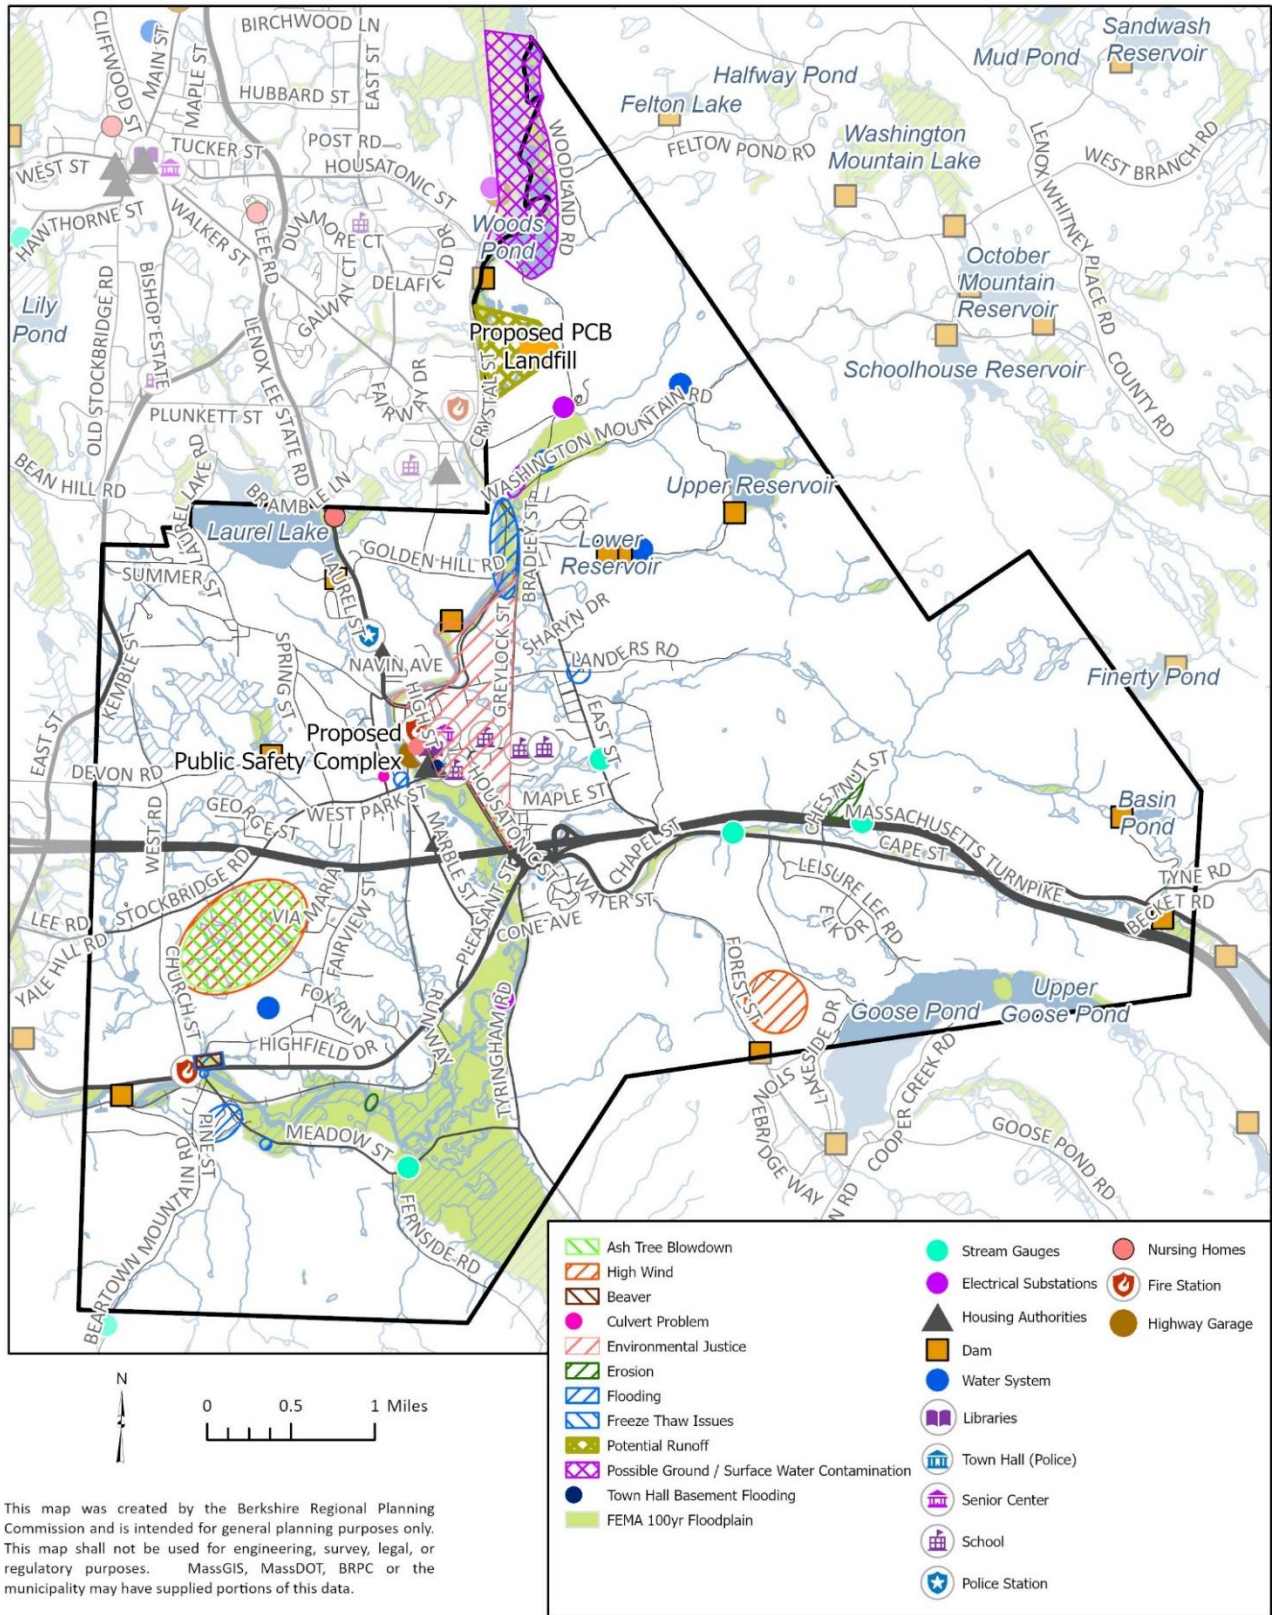 BIRCHWOOD LN
CLIFFWOOD ST
MAIN ST
MAPLE ST
EAST ST
HUBBARD ST
TUCKER ST
POST RD
HOUSATONIC ST
WEST ST
HAWTHORNE ST
WALKER ST
LEE RD
DUNMORE CT
GALWAY CT
DELAFIELD DR
OLD STOCKBRIDGE RD
BISHOP ESTATE
LENOX LEE STATE RD
Lily
Pond
PLUNKETT ST
FAIRWAY DR
CRYSTAL ST
BEAN HILL RD
LAUREL LAKE RD
BRAMBLE LN
Woods
Pond
WOODLAND RD
Proposed PCB
Landfill
Felton Lake
Halfway Pond
FELTON POND RD
Mud Pond
Sandwash
Reservoir
Washington
Mountain Lake
LENOX WHITNEY PLACE RD
WEST BRANCH RD
October
Mountain
Reservoir
Schoolhouse Reservoir
COUNTY RD
WASHINGTON MOUNTAIN RD
Upper Reservoir
Lower
Reservoir
Laurel Lake
GOLDEN HILL RD
BRADLEY ST
SUMMER ST
LAUREL ST
KEMBLE ST
SPRING ST
NAVIN AVE
HIGH ST
GREYLOCK ST
SHARYN DR
LANDERS RD
EAST ST
Finerty Pond
EAST ST
Proposed
Public Safety Complex
DEVON RD
WEST RD
GEORGE ST
WEST PARK ST
MARBLE ST
HOUSATONIC ST
MAPLE ST
CHAPEL ST
CHESTNUT ST
MASSACHUSETTS TURNPIKE
CAPE ST
Basin
Pond
TYNE RD
BECKET RD
LEE RD
STOCKBRIDGE RD
YALE HILL RD
VIA MARIA
FAIRVIEW ST
PLEASANT ST
CONE AVE
WATER ST
LEISURE LEE RD
ELK DR
FOREST ST
CHURCH ST
FOX RUN
HIGHFIELD DR
RUNWAY
TYRINGHAM RD
Goose Pond
Upper
Goose Pond
LAKESIDE DR
STONEBRIDGE WAY
COOPER CREEK RD
GOOSE POND RD
N RD
PINE ST
MEADOW ST
BEARTOWN MOUNTAIN RD
FERNSIDE RD
Ash Tree Blowdown
High Wind
Beaver
Culvert Problem
Environmental Justice
Erosion
Flooding
Freeze Thaw Issues
Potential Runoff
Possible Ground / Surface Water Contamination
Town Hall Basement Flooding
FEMA 100yr Floodplain
Stream Gauges
Electrical Substations
Housing Authorities
Dam
Water System
Libraries
Town Hall (Police)
Senior Center
School
Police Station
Nursing Homes
Fire Station
Highway Garage
N
0 0.5 1 Miles
This map was created by the Berkshire Regional Planning
Commission and is intended for general planning purposes only.
This map shall not be used for engineering, survey, legal, or
regulatory purposes. MassGIS, MassDOT, BRPC or the
municipality may have supplied portions of this data.